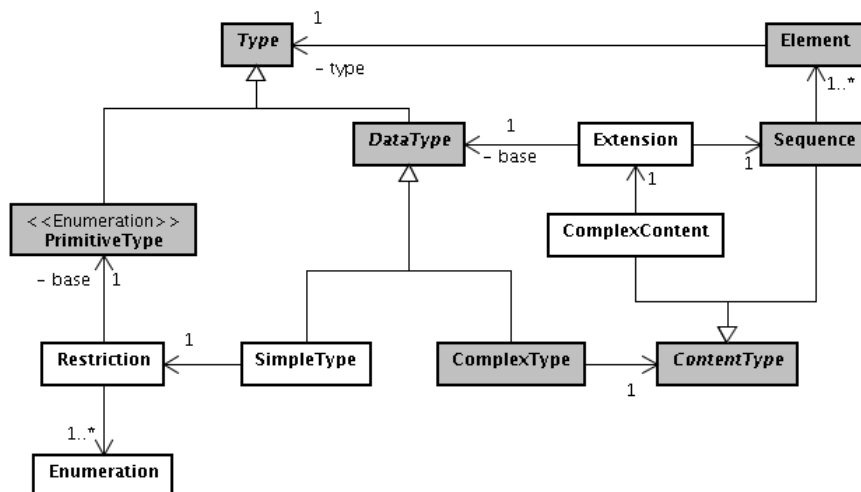 1
Type
Element
– type
1..*
DataType
1
Extension
Sequence
– base
1
1
<<Enumeration>>
PrimitiveType
ComplexContent
– base
1
1
Restriction
SimpleType
ComplexType
ContentType
1
1..*
Enumeration